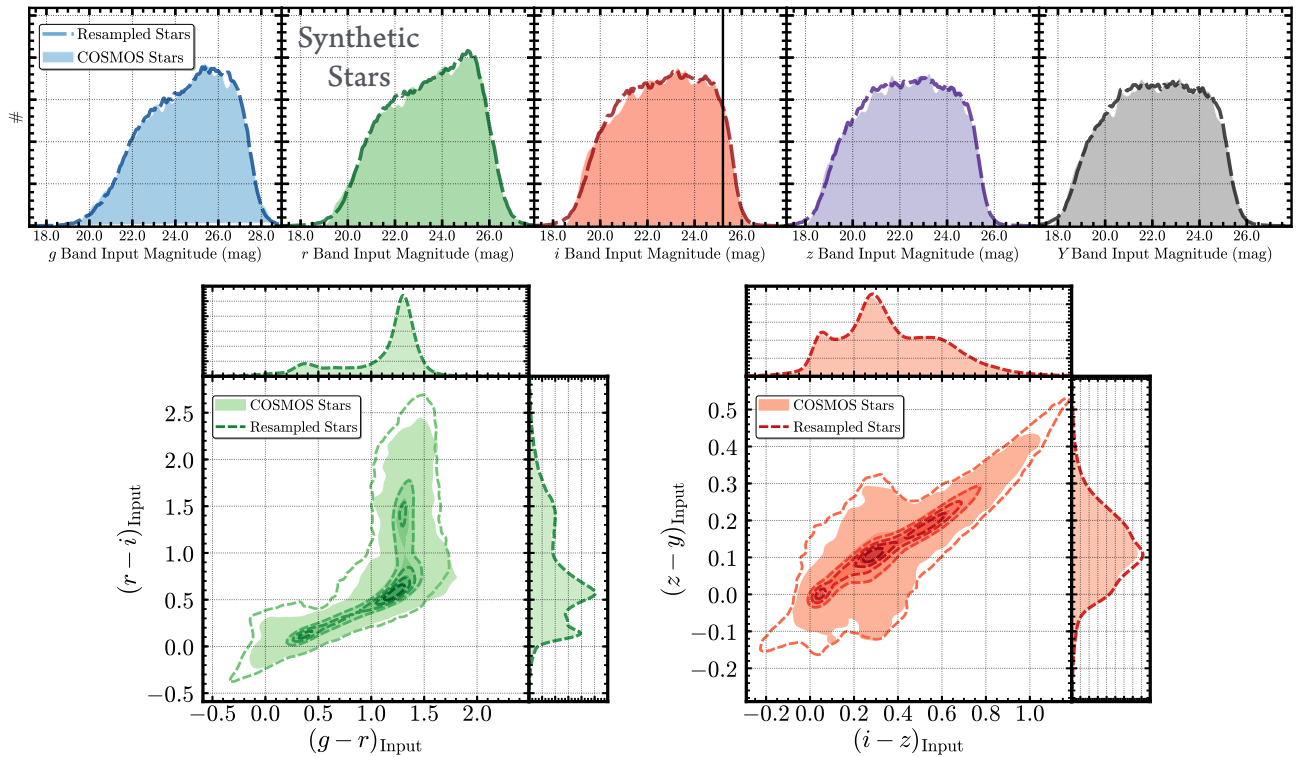 Resampled Stars
COSMOS Stars
Synthetic
Stars
#
18.0 20.0 22.0 24.0 26.0 28.0
20.0 22.0 24.0 26.0
18.0 20.0 22.0 24.0 26.0
18.0 20.0 22.0 24.0 26.0
18.0 20.0 22.0 24.0 26.0
g Band Input Magnitude (mag)
r Band Input Magnitude (mag)
i Band Input Magnitude (mag)
z Band Input Magnitude (mag)
Y Band Input Magnitude (mag)
COSMOS Stars
Resampled Stars
2.5
2.0
1.5
1.0
0.5
0.0
−0.5
(r − i)Input
−0.5 0.0 0.5 1.0 1.5 2.0
(g − r)Input
COSMOS Stars
Resampled Stars
0.5
0.4
0.3
0.2
0.1
0.0
−0.1
−0.2
(z − y)Input
−0.2 0.0 0.2 0.4 0.6 0.8 1.0
(i − z)Input